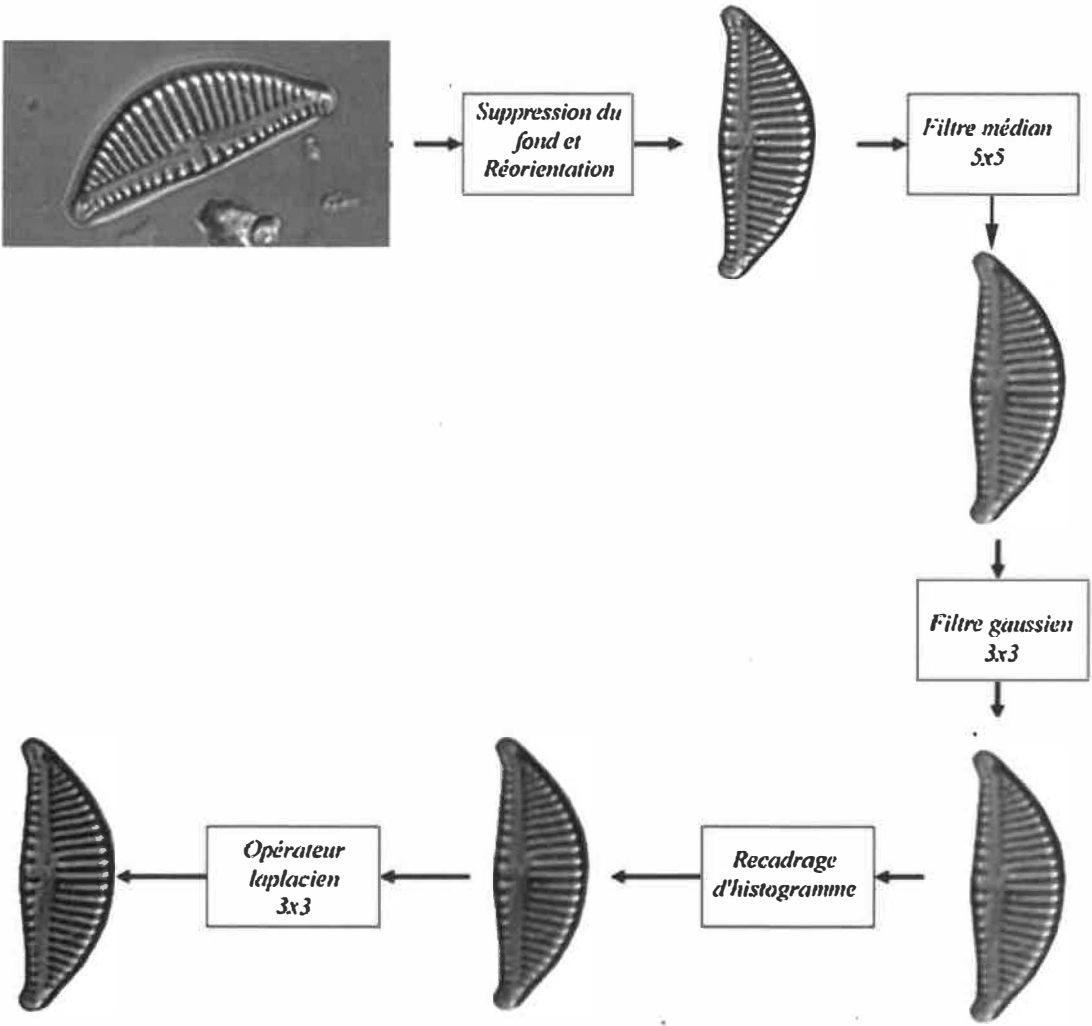 Suppression du
fond et
Réorientation
Filtre médian
5x5
Filtre gaussien
3x3
Recadrage
d'histogramme
Opérateur
laplacien
3x3